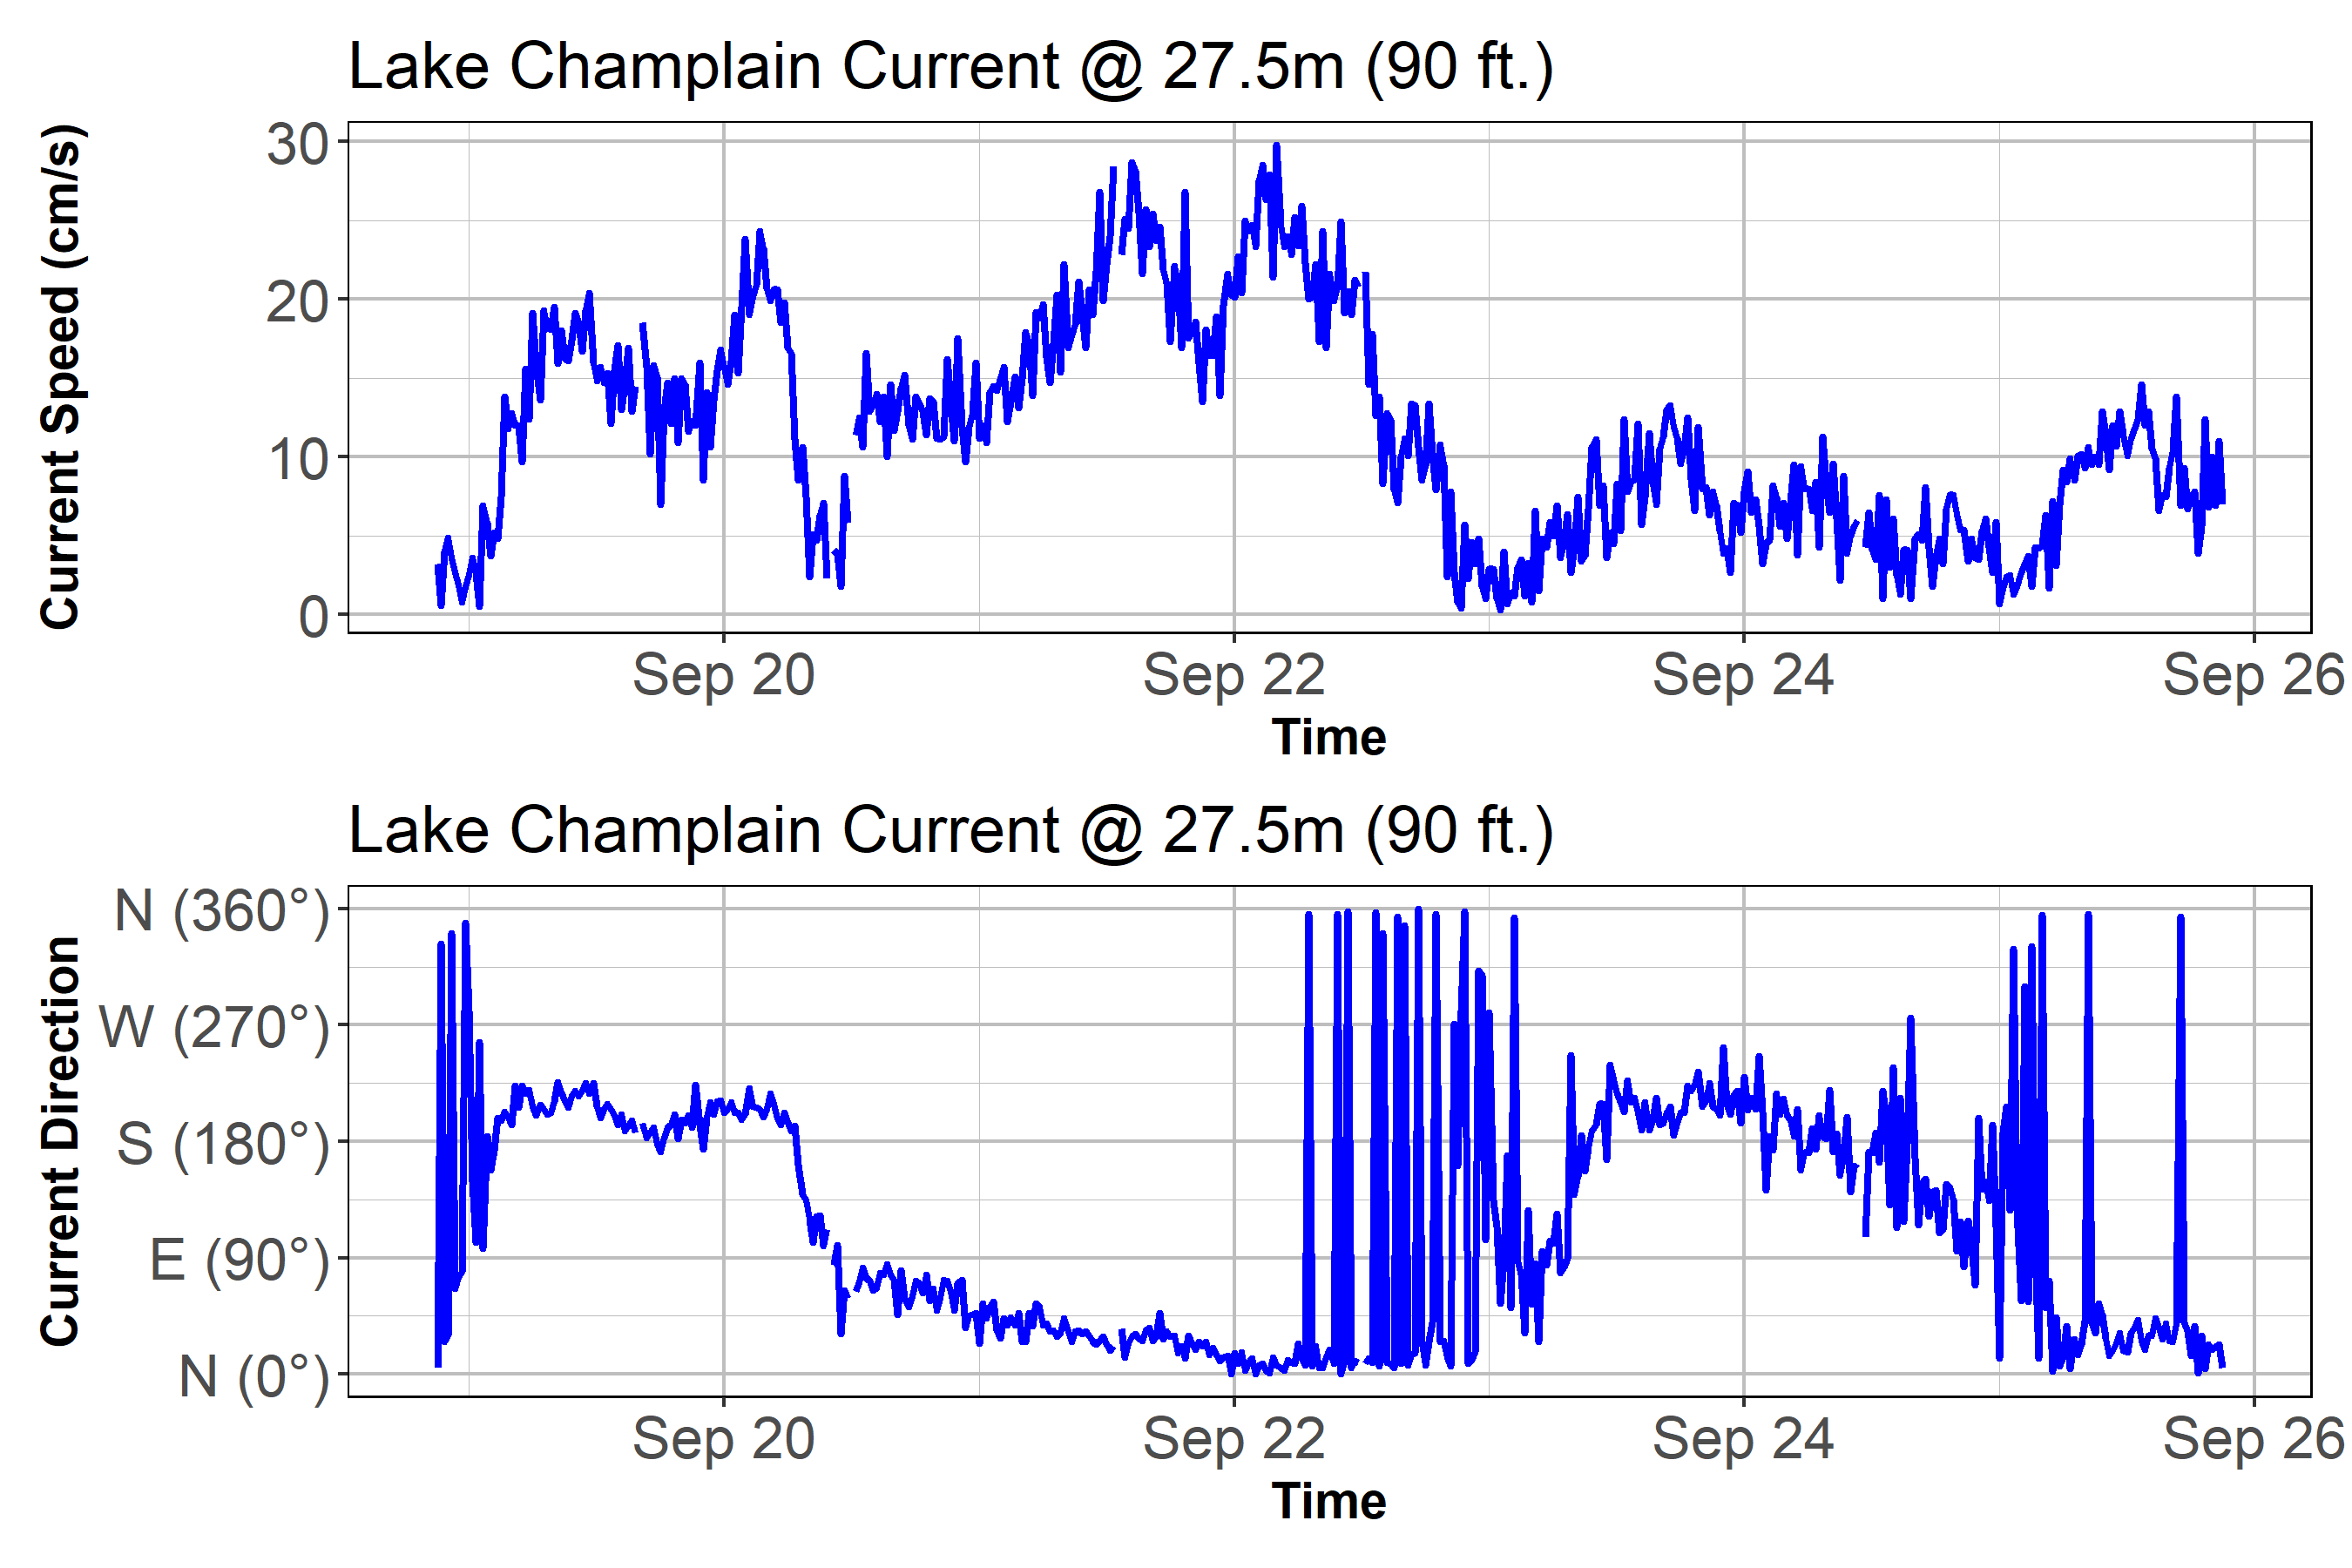 Lake Champlain Current @ 27.5m (90 ft.)
Current Speed (cm/s)
30
20
10
0
Sep 20 Sep 22 Sep 24 Sep 26
Time
Lake Champlain Current @ 27.5m (90 ft.)
Current Direction
N (360°)
W (270°)
S (180°)
E (90°)
N (0°)
Sep 20 Sep 22 Sep 24 Sep 26
Time